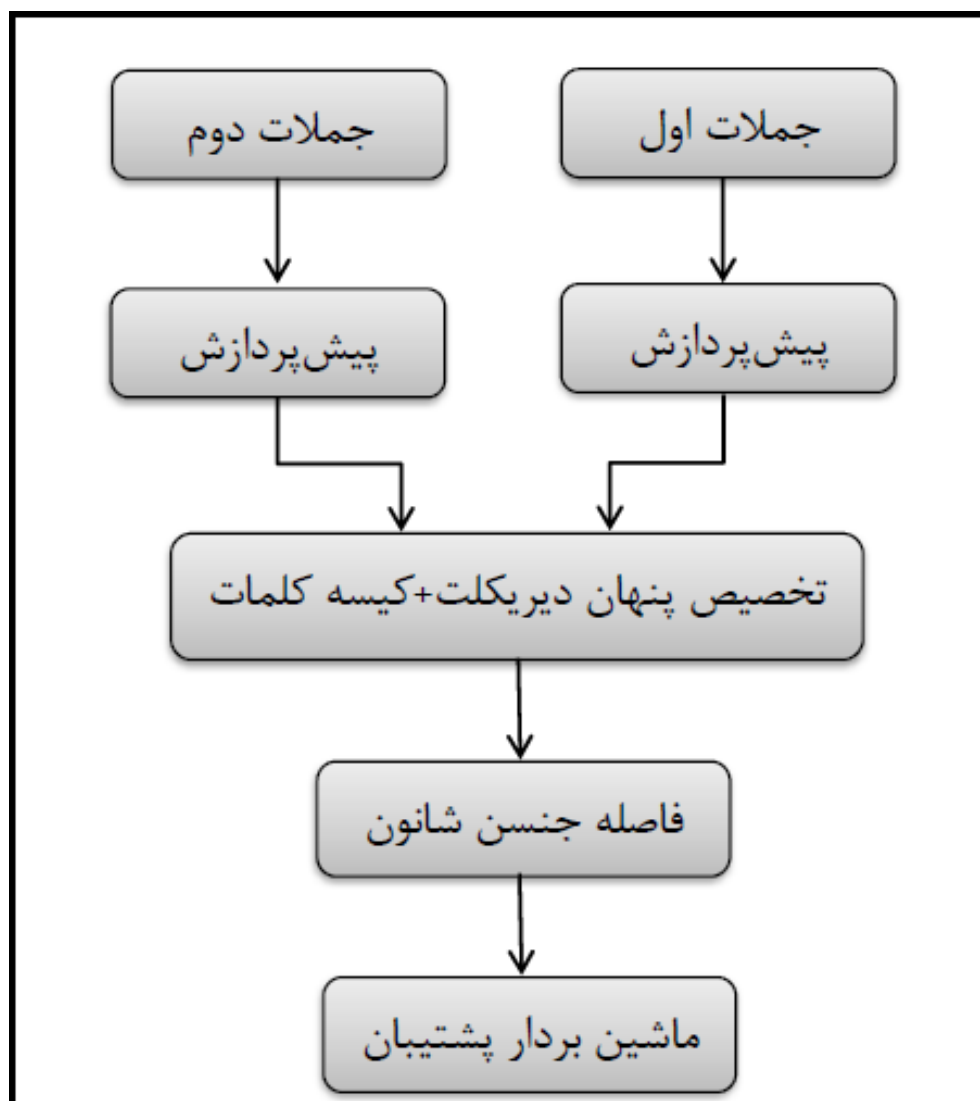 جملات اول
جملات دوم
پیش‌پردازش
پیش‌پردازش
تخصیص پنهان دیریکلت+کیسه کلمات
فاصله جنسن شانون
ماشین بردار پشتیبان